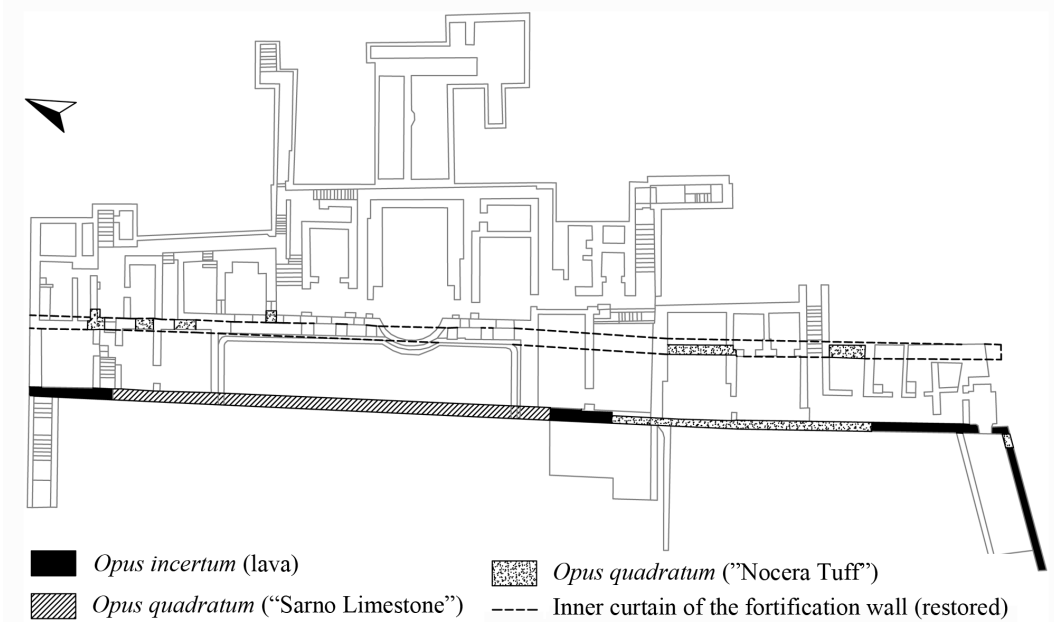 Opus incertum (lava)
Opus quadratum (“Sarno Limestone”)
Opus quadratum (”Nocera Tuff”)
Inner curtain of the fortification wall (restored)